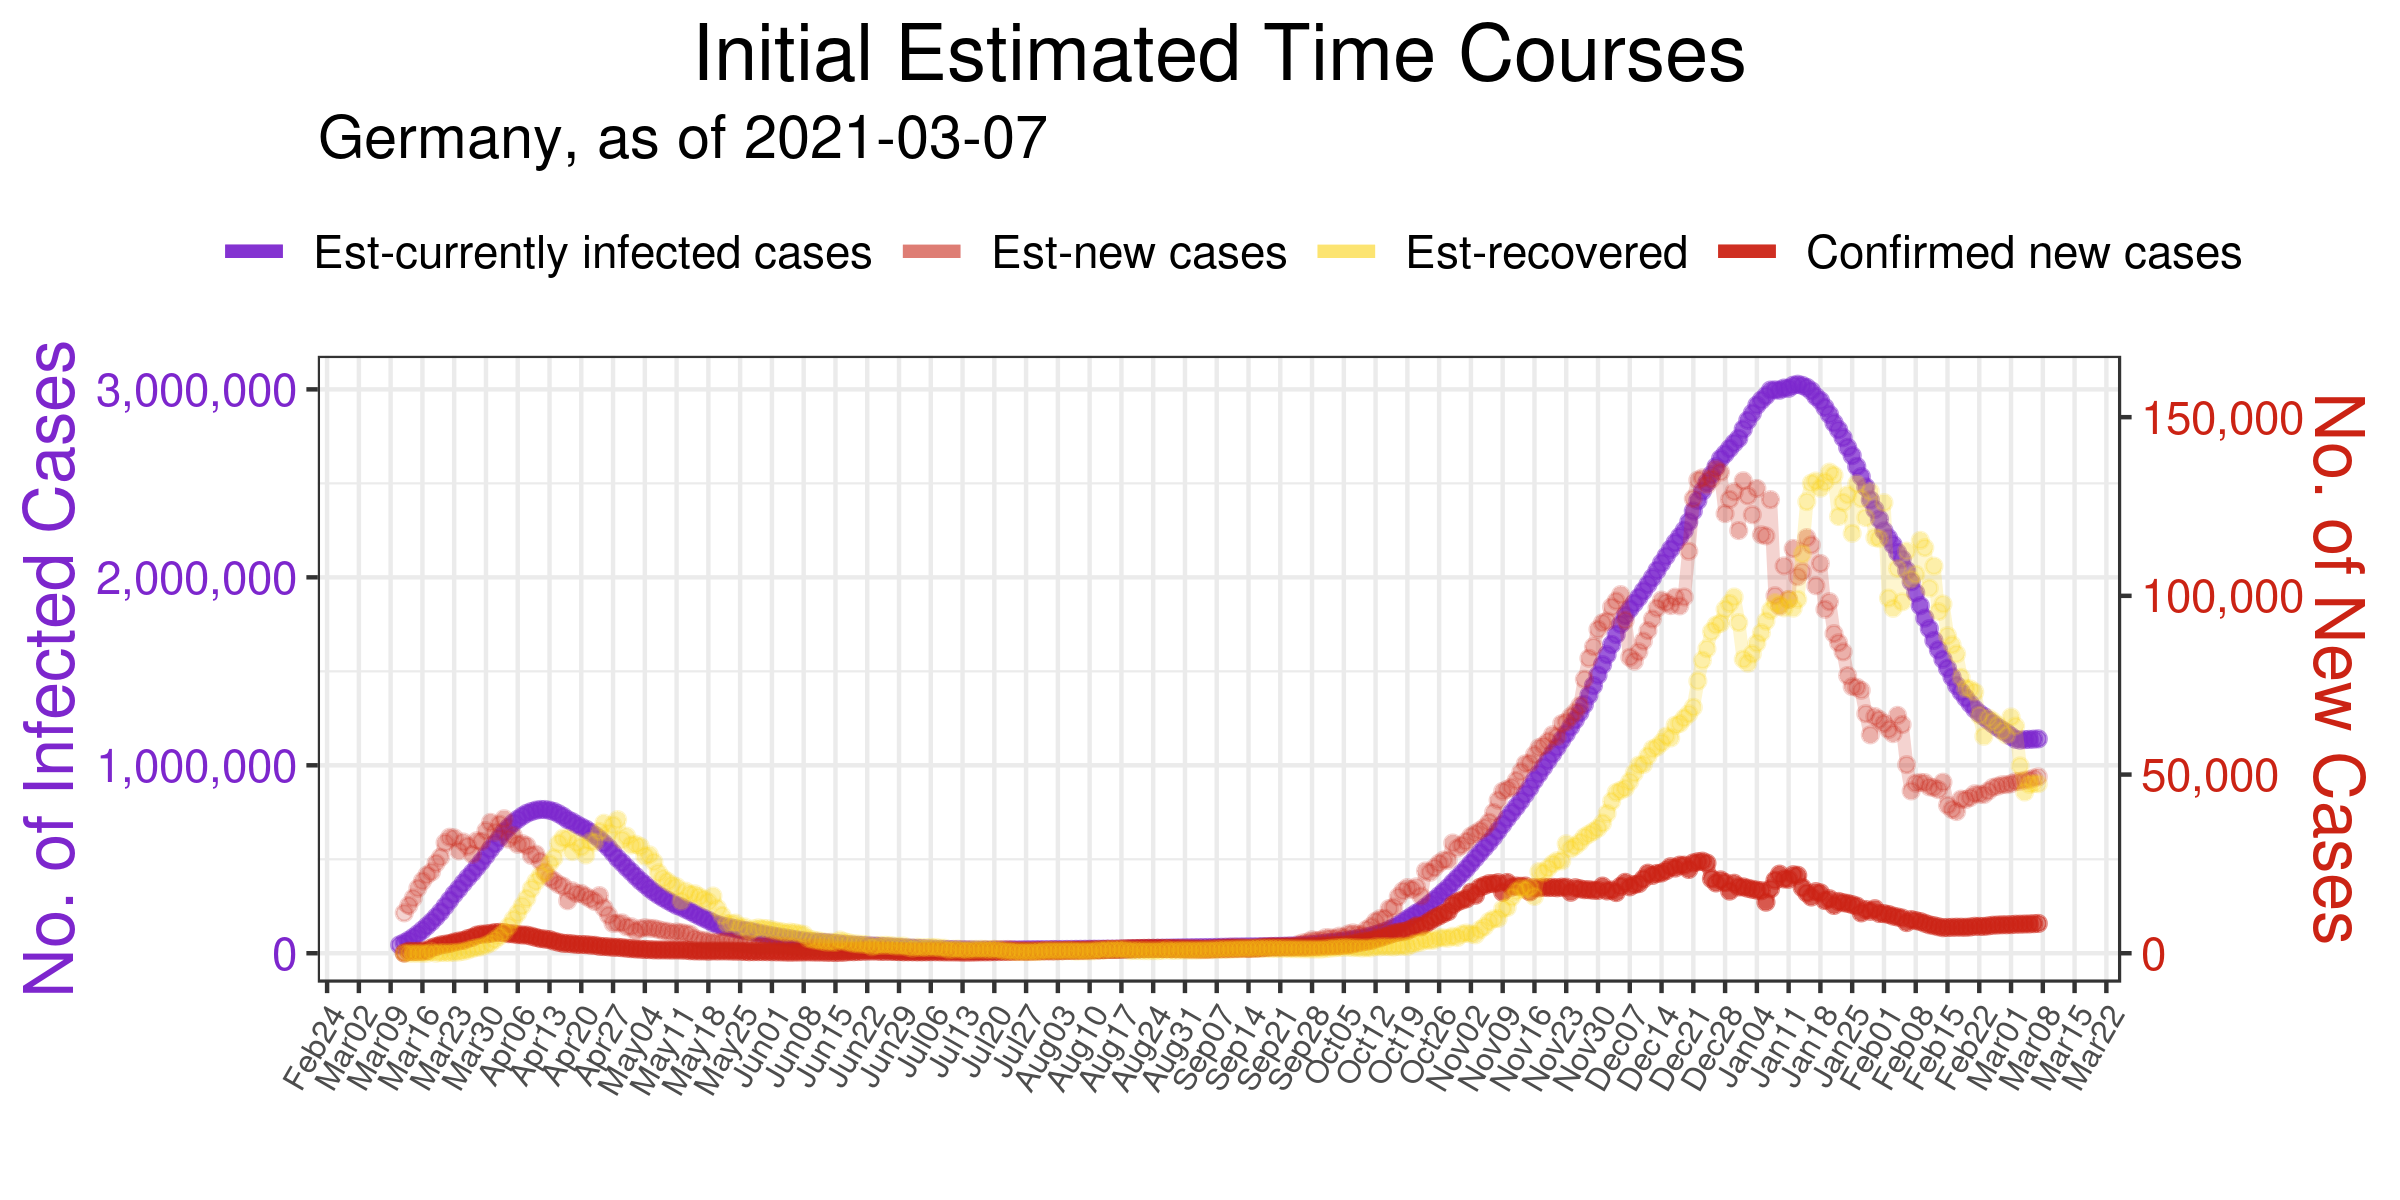 Initial Estimated Time Courses
Germany, as of 2021-03-07
Est-currently infected cases Est-new cases Est-recovered Confirmed new cases
No. of Infected Cases
3,000,000
2,000,000
1,000,000
0
150,000
100,000
50,000
0
No. of New Cases
Feb24 Mar02 Mar09 Mar16 Mar23 Mar30 Apr06 Apr13 Apr20 Apr27 May04 May11 May18 May25 Jun01 Jun08 Jun15 Jun22 Jun29 Jul06 Jul13 Jul20 Jul27 Aug03 Aug10 Aug17 Aug24 Aug31 Sep07 Sep14 Sep21 Sep28 Oct05 Oct12 Oct19 Oct26 Nov02 Nov09 Nov16 Nov23 Nov30 Dec07 Dec14 Dec21 Dec28 Jan04 Jan11 Jan18 Jan25 Feb01 Feb08 Feb15 Feb22 Mar01 Mar08 Mar15 Mar22